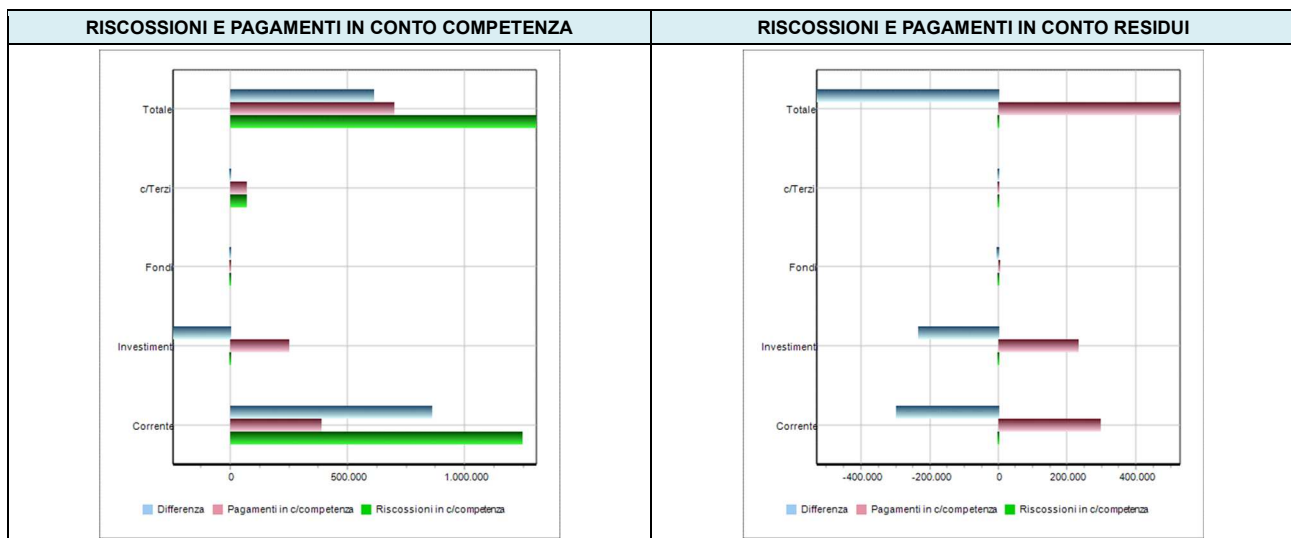 RISCOSSIONI E PAGAMENTI IN CONTO COMPETENZA
Totale
c/Terzi
Fondi
Investimenti
Corrente
0 500.000 1.000.000
Differenza Pagamenti in c/competenza Riscossioni in c/competenza
RISCOSSIONI E PAGAMENTI IN CONTO RESIDUI
Totale
c/Terzi
Fondi
Investimenti
Corrente
-400.000 -200.000 0 200.000 400.000
Differenza Pagamenti in c/competenza Riscossioni in c/competenza